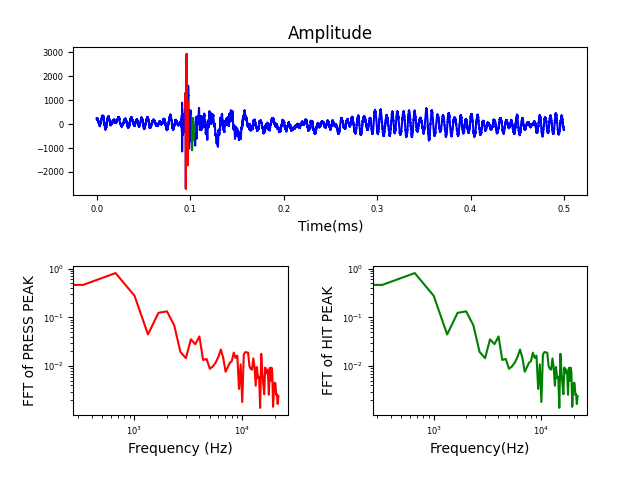 Amplitude
3000
2000
1000
0
−1000
−2000
0.0 0.1 0.2 0.3 0.4 0.5
Time(ms)
FFT of PRESS PEAK
10⁰
10⁻¹
10⁻²
10³ 10⁴
Frequency (Hz)
FFT of HIT PEAK
10⁰
10⁻¹
10⁻²
10³ 10⁴
Frequency(Hz)